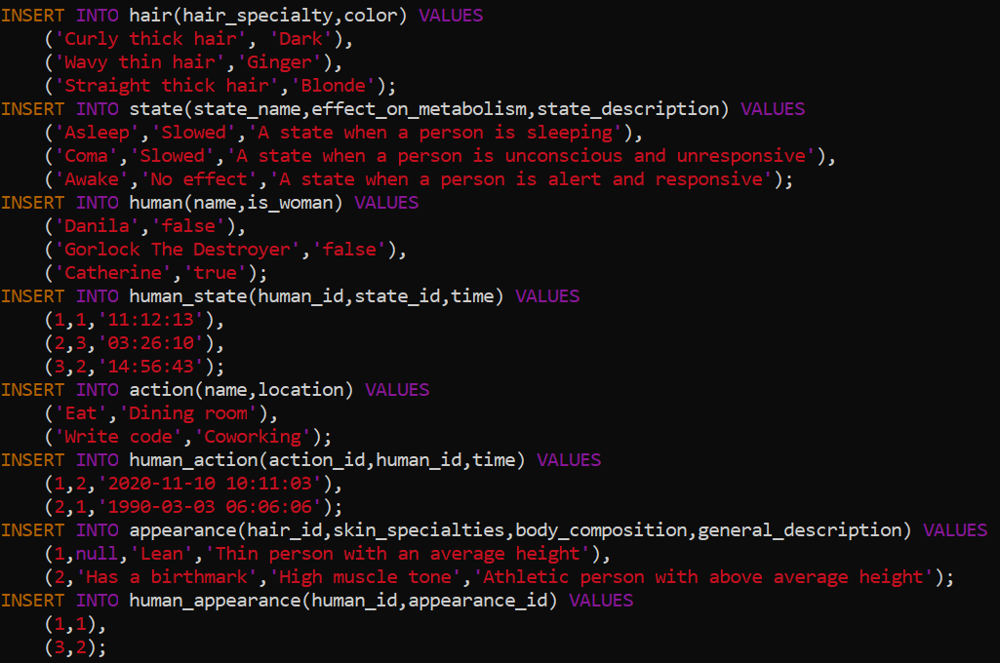 INSERT INTO hair(hair_specialty,color) VALUES
    ('Curly thick hair', 'Dark'),
    ('Wavy thin hair','Ginger'),
    ('Straight thick hair','Blonde');
INSERT INTO state(state_name,effect_on_metabolism,state_description) VALUES
    ('Asleep','Slowed','A state when a person is sleeping'),
    ('Coma','Slowed','A state when a person is unconscious and unresponsive'),
    ('Awake','No effect','A state when a person is alert and responsive');
INSERT INTO human(name,is_woman) VALUES
    ('Danila','false'),
    ('Gorlock The Destroyer','false'),
    ('Catherine','true');
INSERT INTO human_state(human_id,state_id,time) VALUES
    (1,1,'11:12:13'),
    (2,3,'03:26:10'),
    (3,2,'14:56:43');
INSERT INTO action(name,location) VALUES
    ('Eat','Dining room'),
    ('Write code','Coworking');
INSERT INTO human_action(action_id,human_id,time) VALUES
    (1,2,'2020-11-10 10:11:03'),
    (2,1,'1990-03-03 06:06:06');
INSERT INTO appearance(hair_id,skin_specialties,body_composition,general_description) VALUES
    (1,null,'Lean','Thin person with an average height'),
    (2,'Has a birthmark','High muscle tone','Athletic person with above average height');
INSERT INTO human_appearance(human_id,appearance_id) VALUES
    (1,1),
    (3,2);